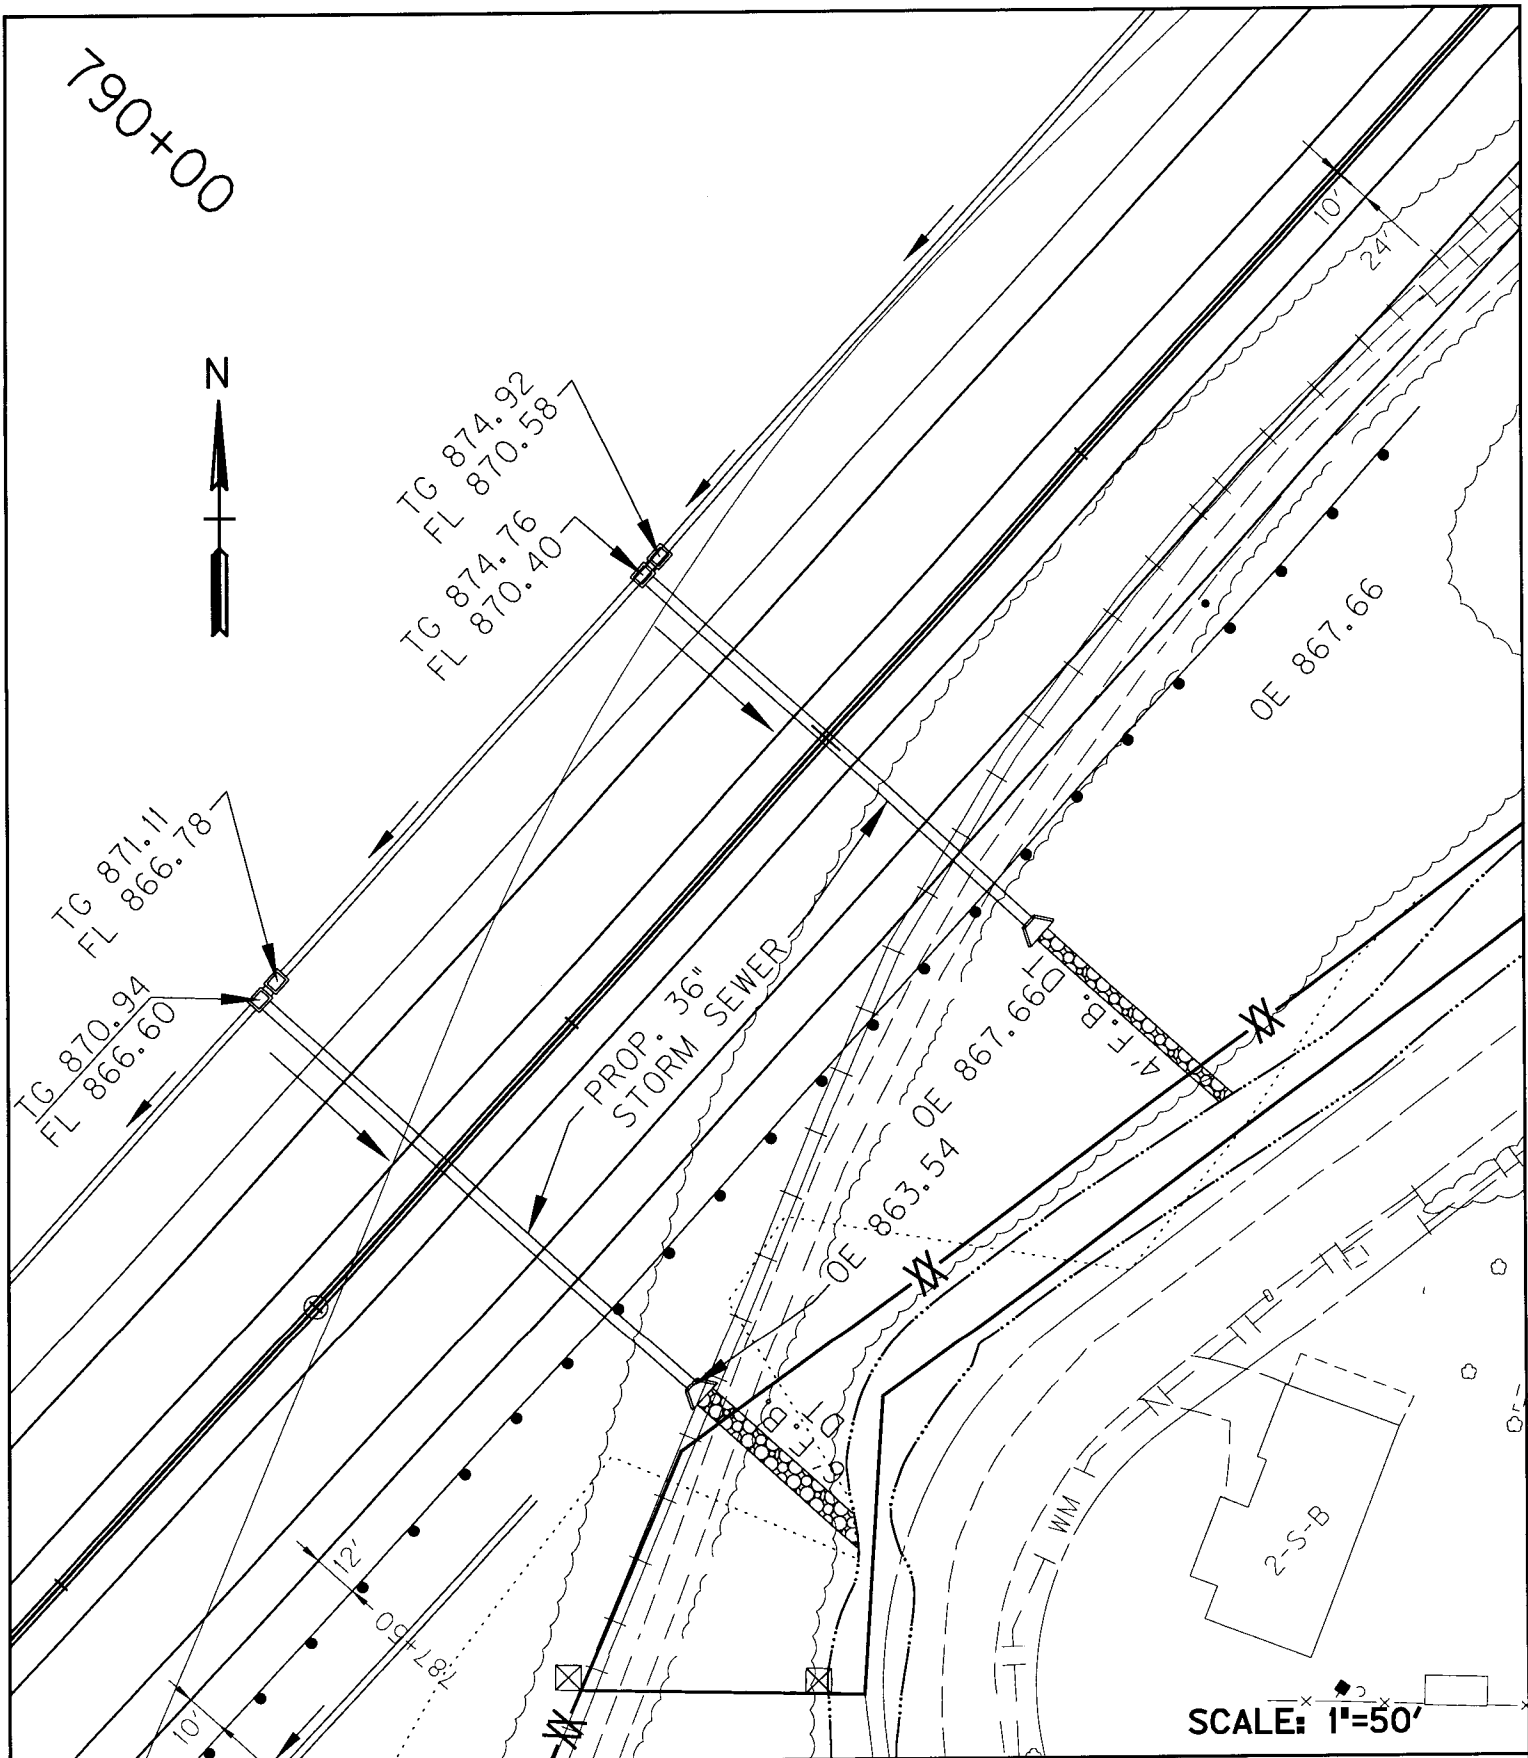 790+00
N
10'
24'
TG 874.92
FL 870.58
TG 874.76
FL 870.40
OE 867.66
TG 871.11
FL 866.78
TG 870.94
FL 866.60
PROP. 36"
STORM SEWER
OE 867.66
4' F.B.D
OE 863.54
F.B.D
WM
2-S-B
12'
787+50
10'
SCALE: 1"=50'